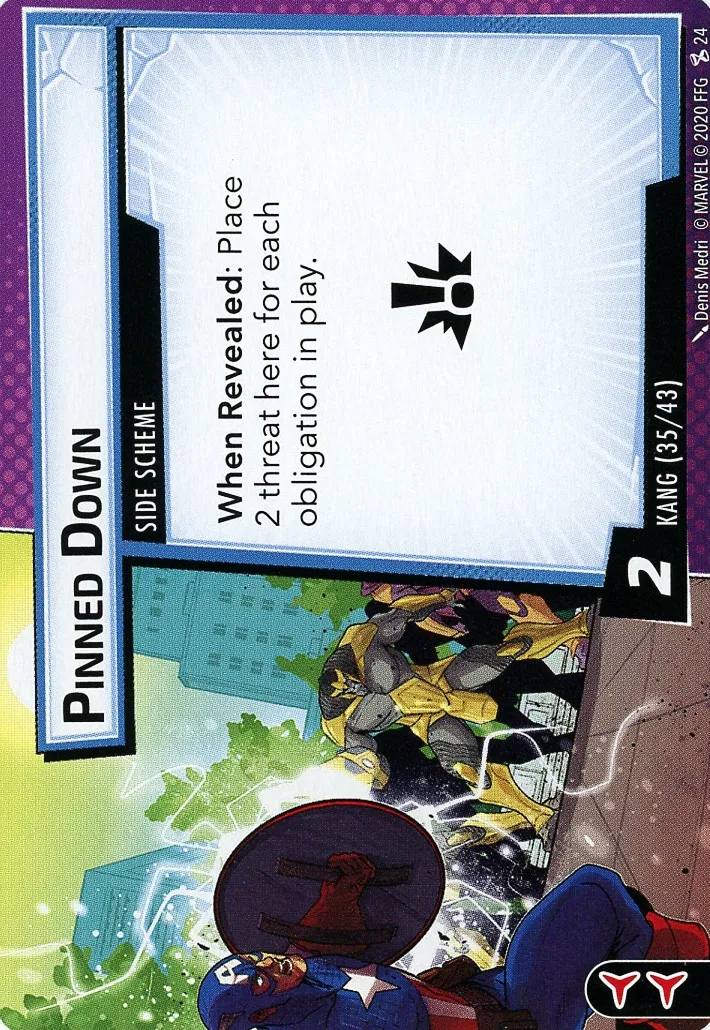 PINNED DOWN
SIDE SCHEME
When Revealed: Place
2 threat here for each
obligation in play.
2
KANG (35/43)
Denis Medri © MARVEL © 2020 FFG 24